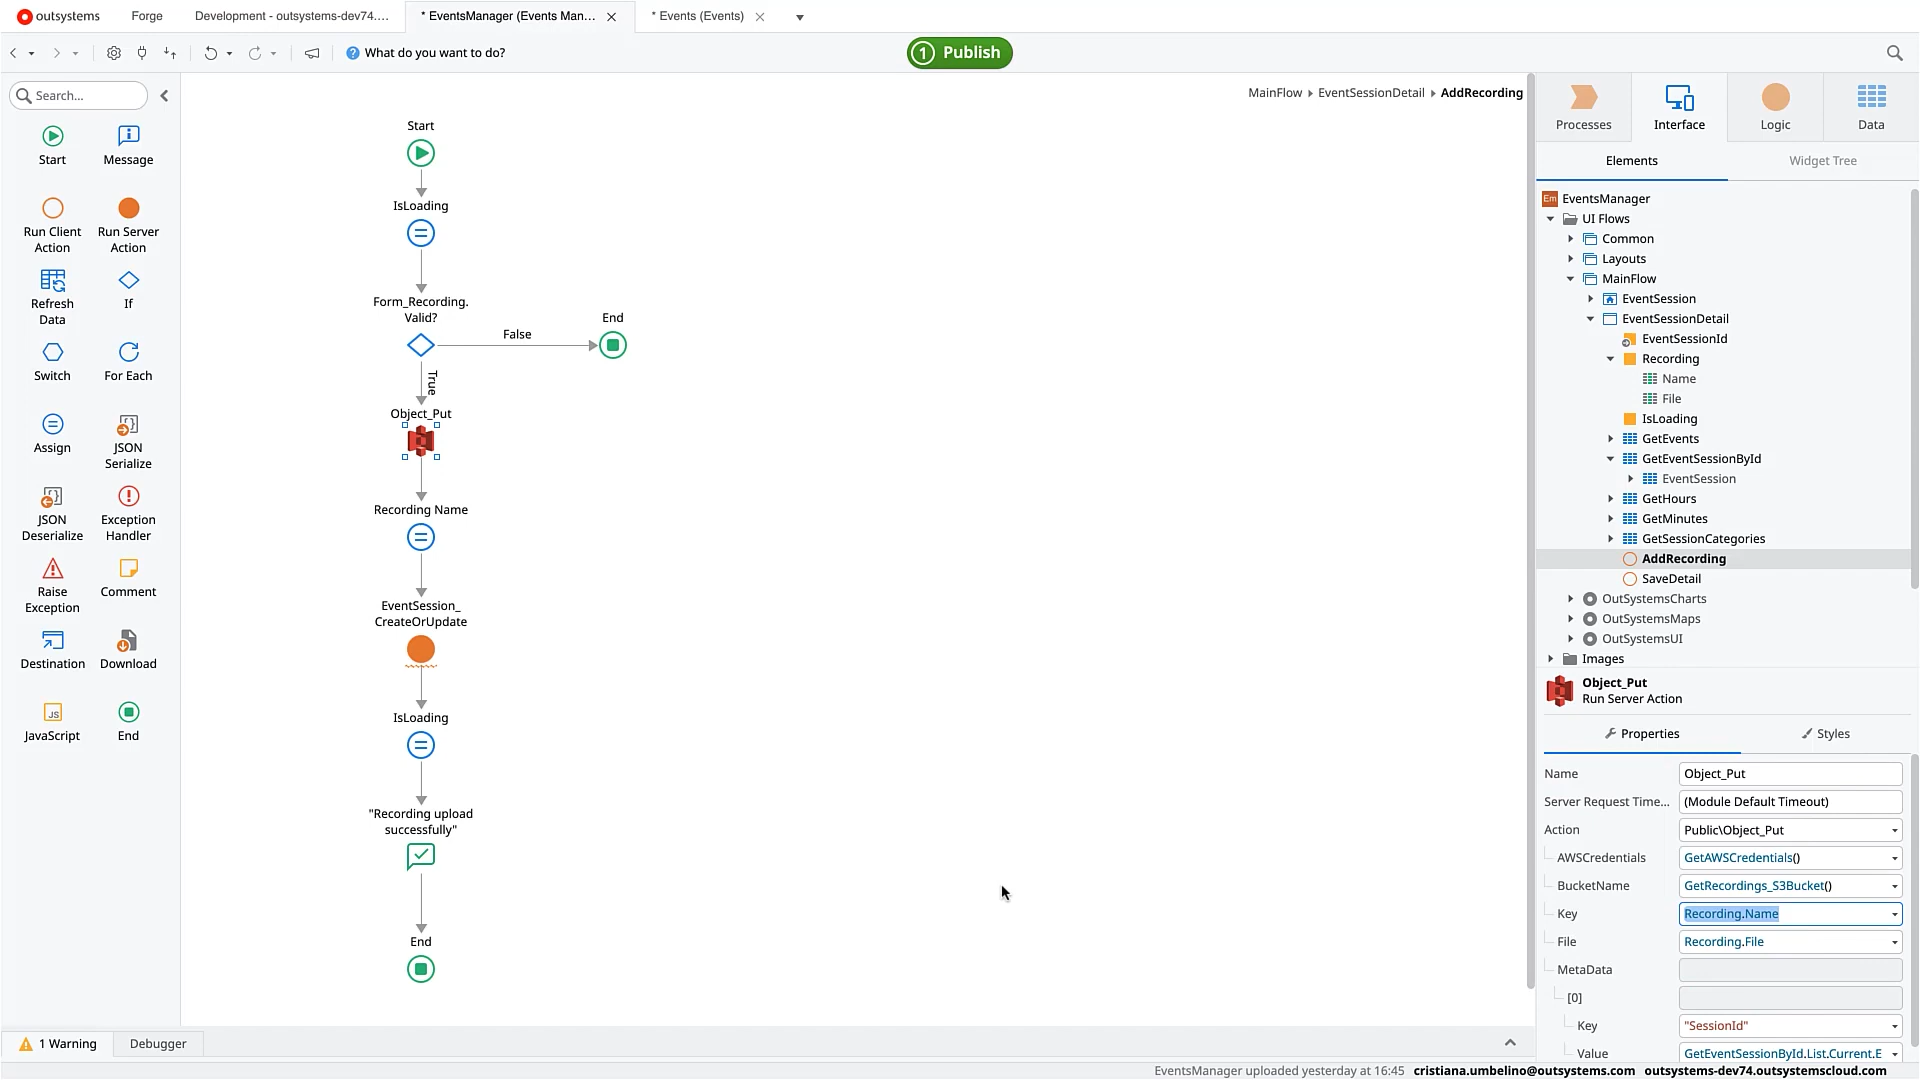 outsystems
Forge
Development - outsystems-dev74....
* EventsManager (Events Man...
* Events (Events)
? What do you want to do?
1 Publish
Search...
Start
Message
Run Client
Action
Run Server
Action
Refresh
Data
If
Switch
For Each
Assign
JSON
Serialize
JSON
Deserialize
Exception
Handler
Raise
Exception
Comment
Destination
Download
JS
JavaScript
End
MainFlow
EventSessionDetail
AddRecording
Start
IsLoading
Form_Recording.
Valid?
False
End
True
Object_Put
Recording Name
EventSession_
CreateOrUpdate
IsLoading
"Recording upload
successfully"
End
Processes
Interface
Logic
Data
Elements
Widget Tree
Em EventsManager
UI Flows
Common
Layouts
MainFlow
EventSession
EventSessionDetail
EventSessionId
Recording
Name
File
IsLoading
GetEvents
GetEventSessionById
EventSession
GetHours
GetMinutes
GetSessionCategories
AddRecording
SaveDetail
OutSystemsCharts
OutSystemsMaps
OutSystemsUI
Images
Object_Put
Run Server Action
Properties
Styles
Name Object_Put
Server Request Time... (Module Default Timeout)
Action Public\Object_Put
AWSCredentials GetAWSCredentials()
BucketName GetRecordings_S3Bucket()
Key Recording.Name
File Recording.File
MetaData
[0]
Key "SessionId"
Value GetEventSessionById.List.Current.E
1 Warning
Debugger
EventsManager uploaded yesterday at 16:45 cristiana.umbelino@outsystems.com outsystems-dev74.outsystemscloud.com